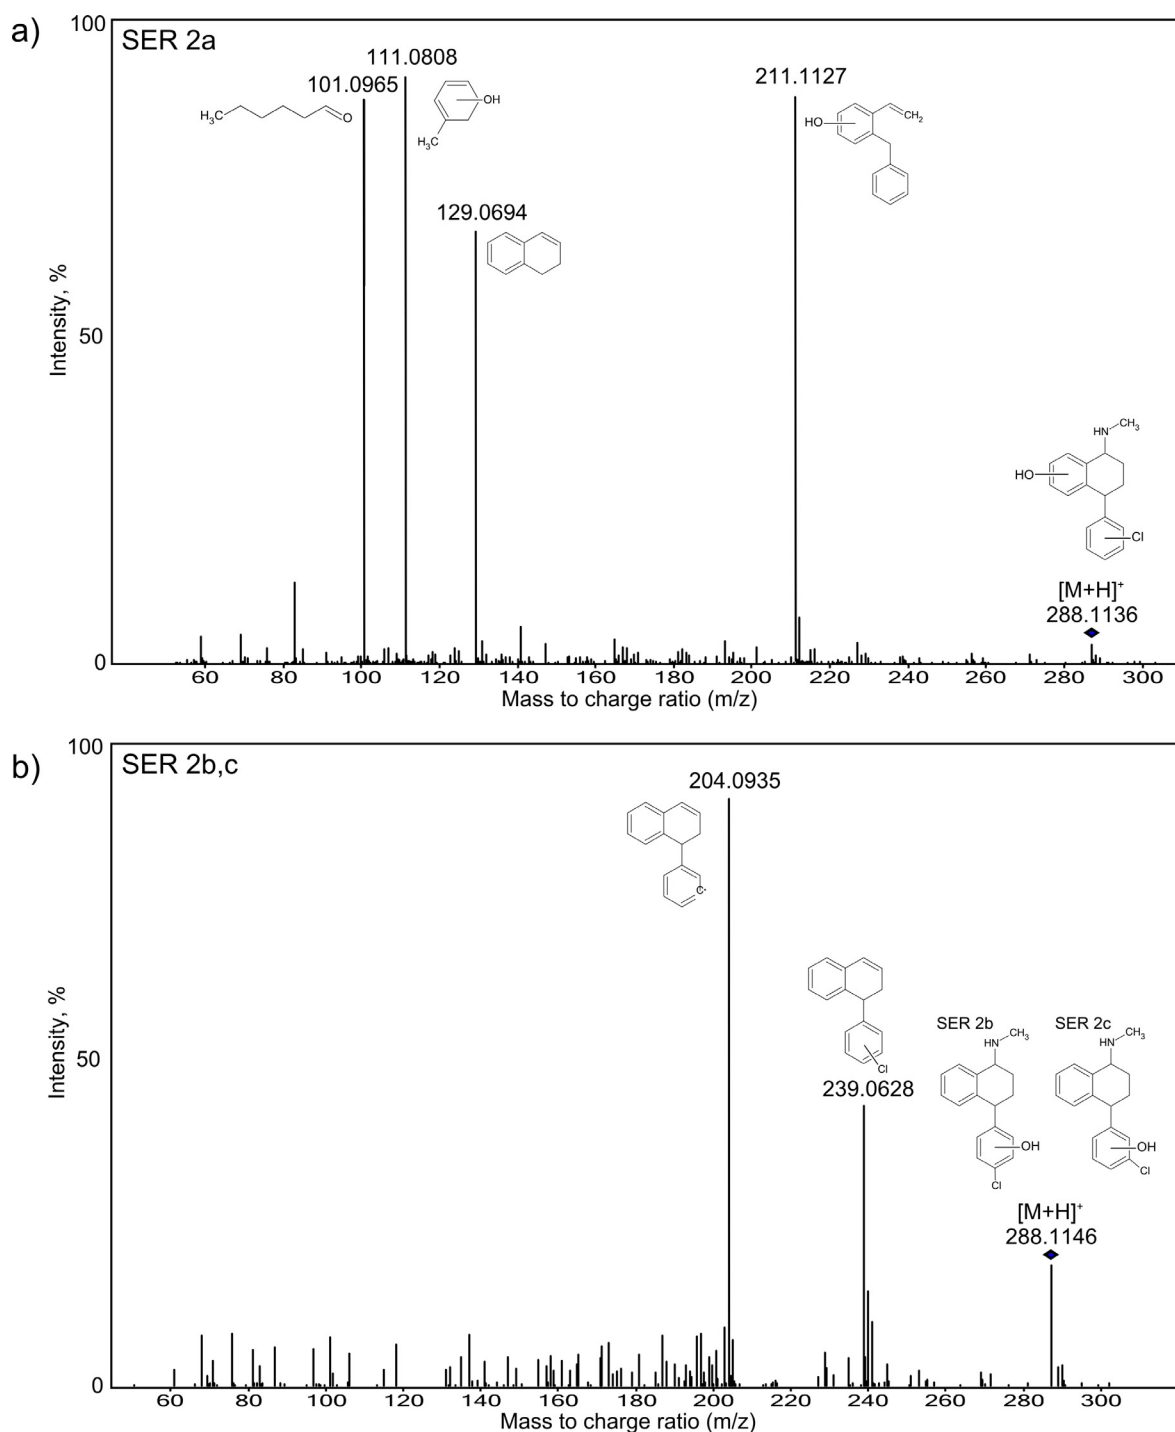 a)
SER 2a
100
50
0
Intensity, %
101.0965
H₃C
O
111.0808
OH
H₃C
129.0694
211.1127
HO
CH₂
HN
CH₃
HO
Cl
[M+H]⁺
288.1136
60 80 100 120 140 160 180 200 220 240 260 280 300
Mass to charge ratio (m/z)
b)
SER 2b,c
100
50
0
Intensity, %
204.0935
C·
Cl
239.0628
SER 2b
HN
CH₃
OH
Cl
SER 2c
HN
CH₃
OH
Cl
[M+H]⁺
288.1146
60 80 100 120 140 160 180 200 220 240 260 280 300
Mass to charge ratio (m/z)